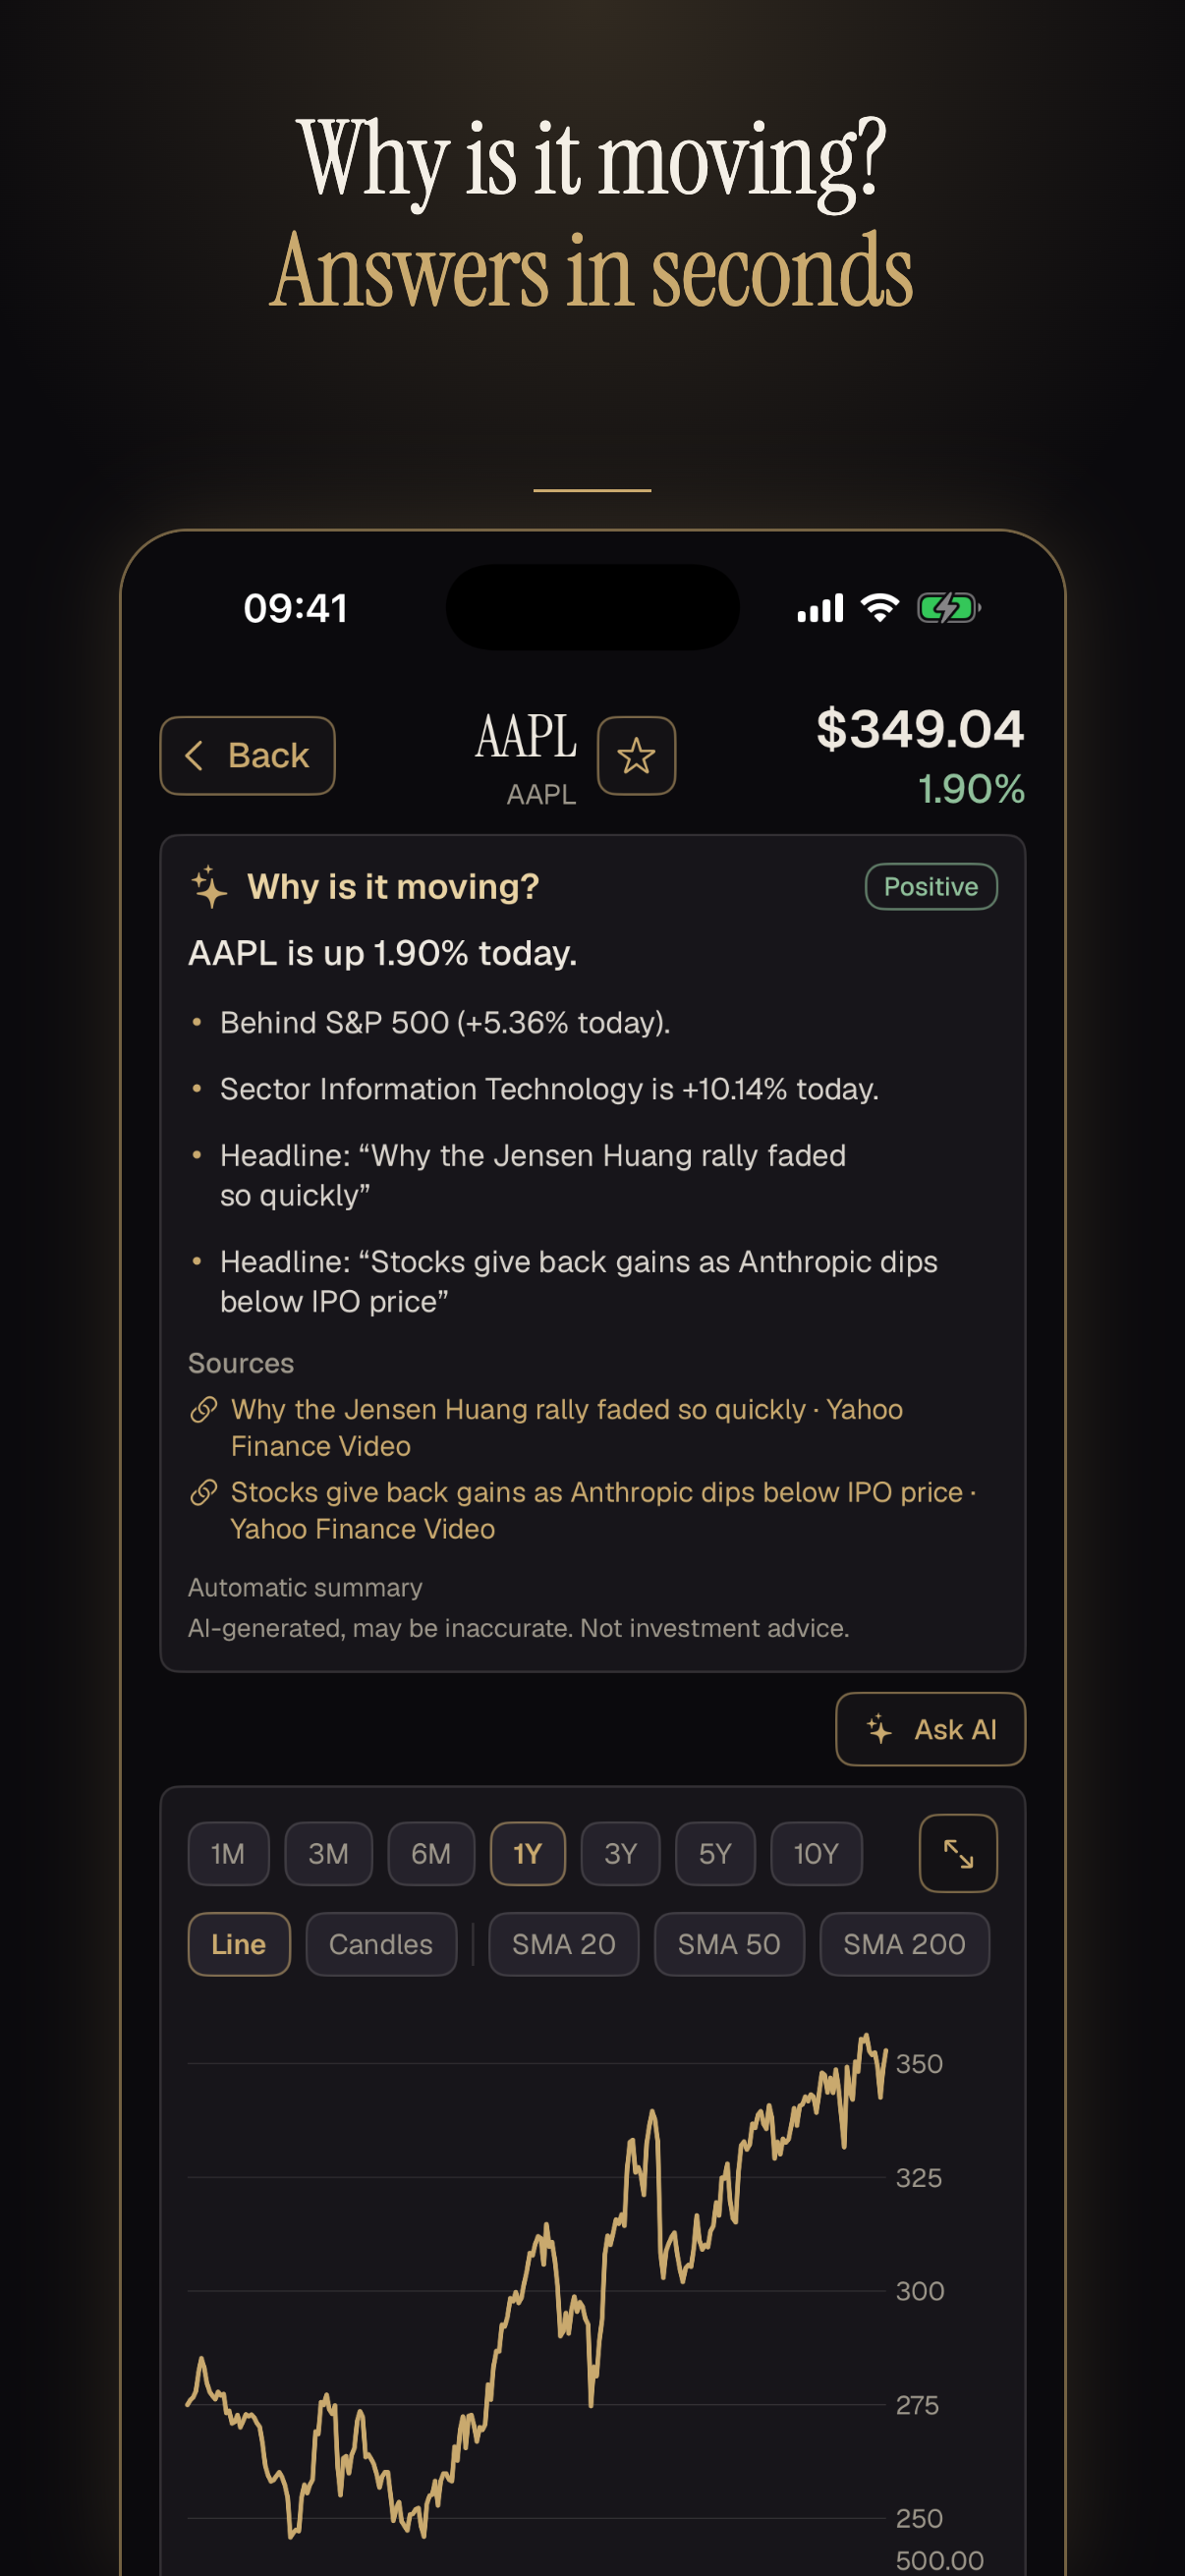 Why is it moving?
Answers in seconds
09:41
Back
AAPL
AAPL
$349.04
1.90%
Why is it moving?
Positive
AAPL is up 1.90% today.
• Behind S&P 500 (+5.36% today).
• Sector Information Technology is +10.14% today.
• Headline: “Why the Jensen Huang rally faded
so quickly”
• Headline: “Stocks give back gains as Anthropic dips
below IPO price”
Sources
Why the Jensen Huang rally faded so quickly · Yahoo
Finance Video
Stocks give back gains as Anthropic dips below IPO price ·
Yahoo Finance Video
Automatic summary
AI-generated, may be inaccurate. Not investment advice.
Ask AI
1M 3M 6M 1Y 3Y 5Y 10Y
Line Candles SMA 20 SMA 50 SMA 200
350
325
300
275
250
500.00